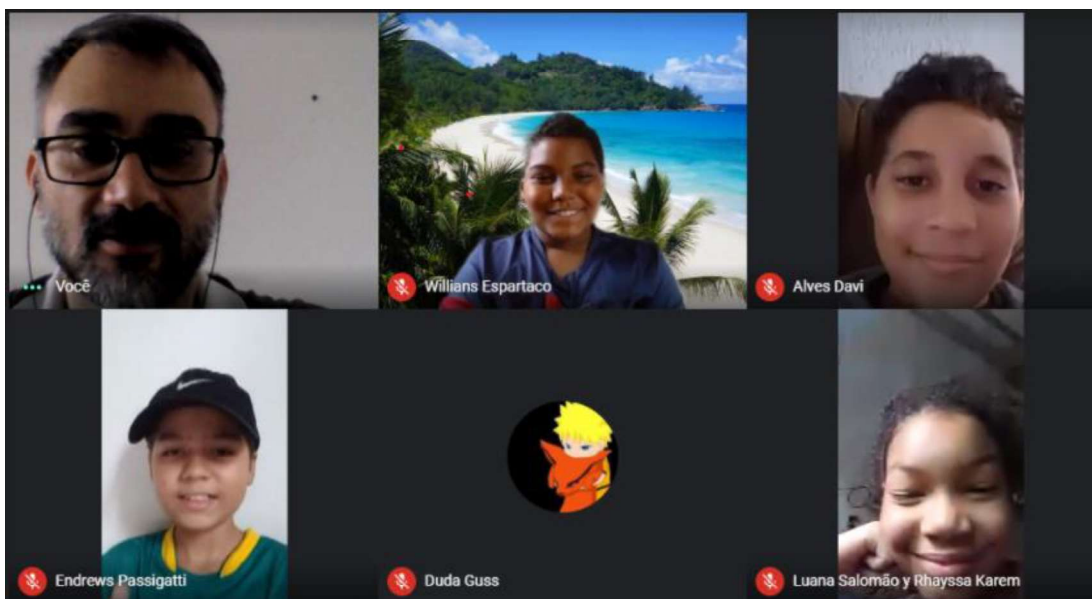 Você
Willians Espartaco
Alves Davi
Endrews Passigatti
Duda Guss
Luana Salomão y Rhayssa Karem